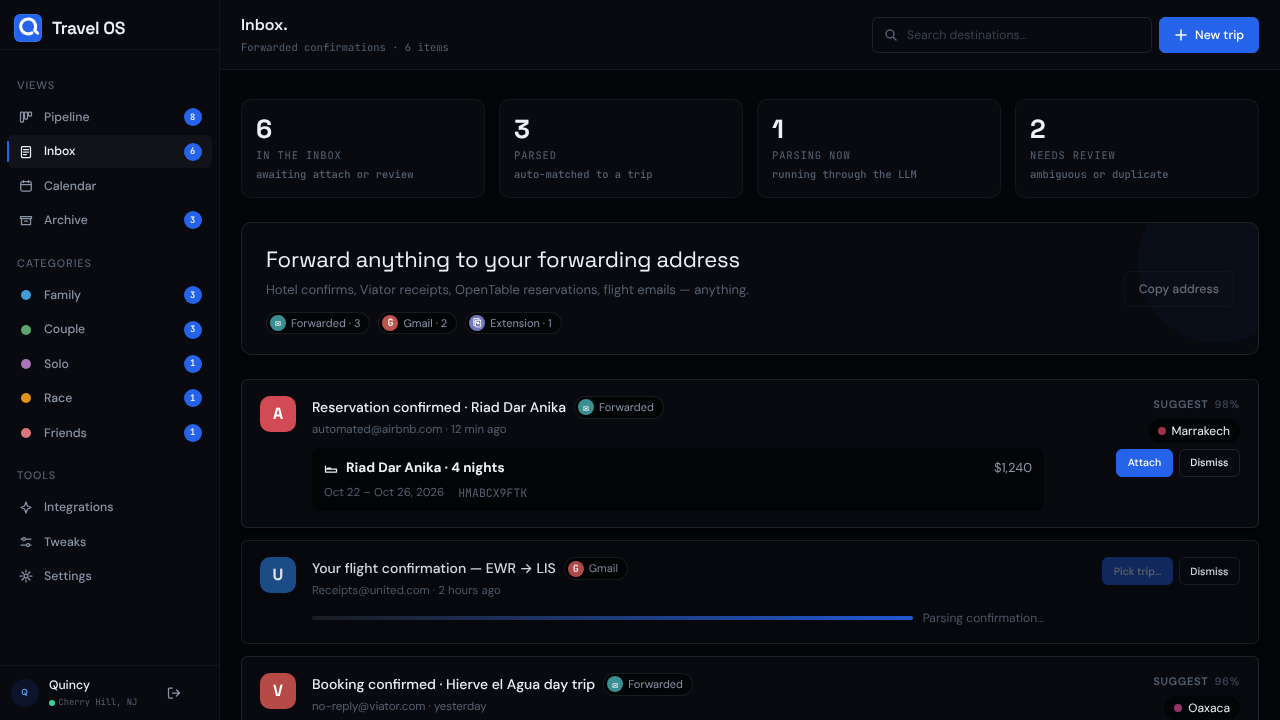 Travel OS
VIEWS
Pipeline 8
Inbox 6
Calendar
Archive 3
CATEGORIES
Family 3
Couple 3
Solo 1
Race 1
Friends 1
TOOLS
Integrations
Tweaks
Settings
Q Quincy
Cherry Hill, NJ
Inbox.
Forwarded confirmations · 6 items
Search destinations…
New trip
6
IN THE INBOX
awaiting attach or review
3
PARSED
auto-matched to a trip
1
PARSING NOW
running through the LLM
2
NEEDS REVIEW
ambiguous or duplicate
Forward anything to your forwarding address
Hotel confirms, Viator receipts, OpenTable reservations, flight emails — anything.
Forwarded · 3 G Gmail · 2 Extension · 1
Copy address
A
Reservation confirmed · Riad Dar Anika Forwarded
automated@airbnb.com · 12 min ago
Riad Dar Anika · 4 nights $1,240
Oct 22 – Oct 26, 2026 HMABCX9FTK
SUGGEST 98%
Marrakech
Attach Dismiss
U
Your flight confirmation — EWR → LIS G Gmail
Receipts@united.com · 2 hours ago
Parsing confirmation…
Pick trip… Dismiss
V
Booking confirmed · Hierve el Agua day trip Forwarded
no-reply@viator.com · yesterday
SUGGEST 96%
Oaxaca